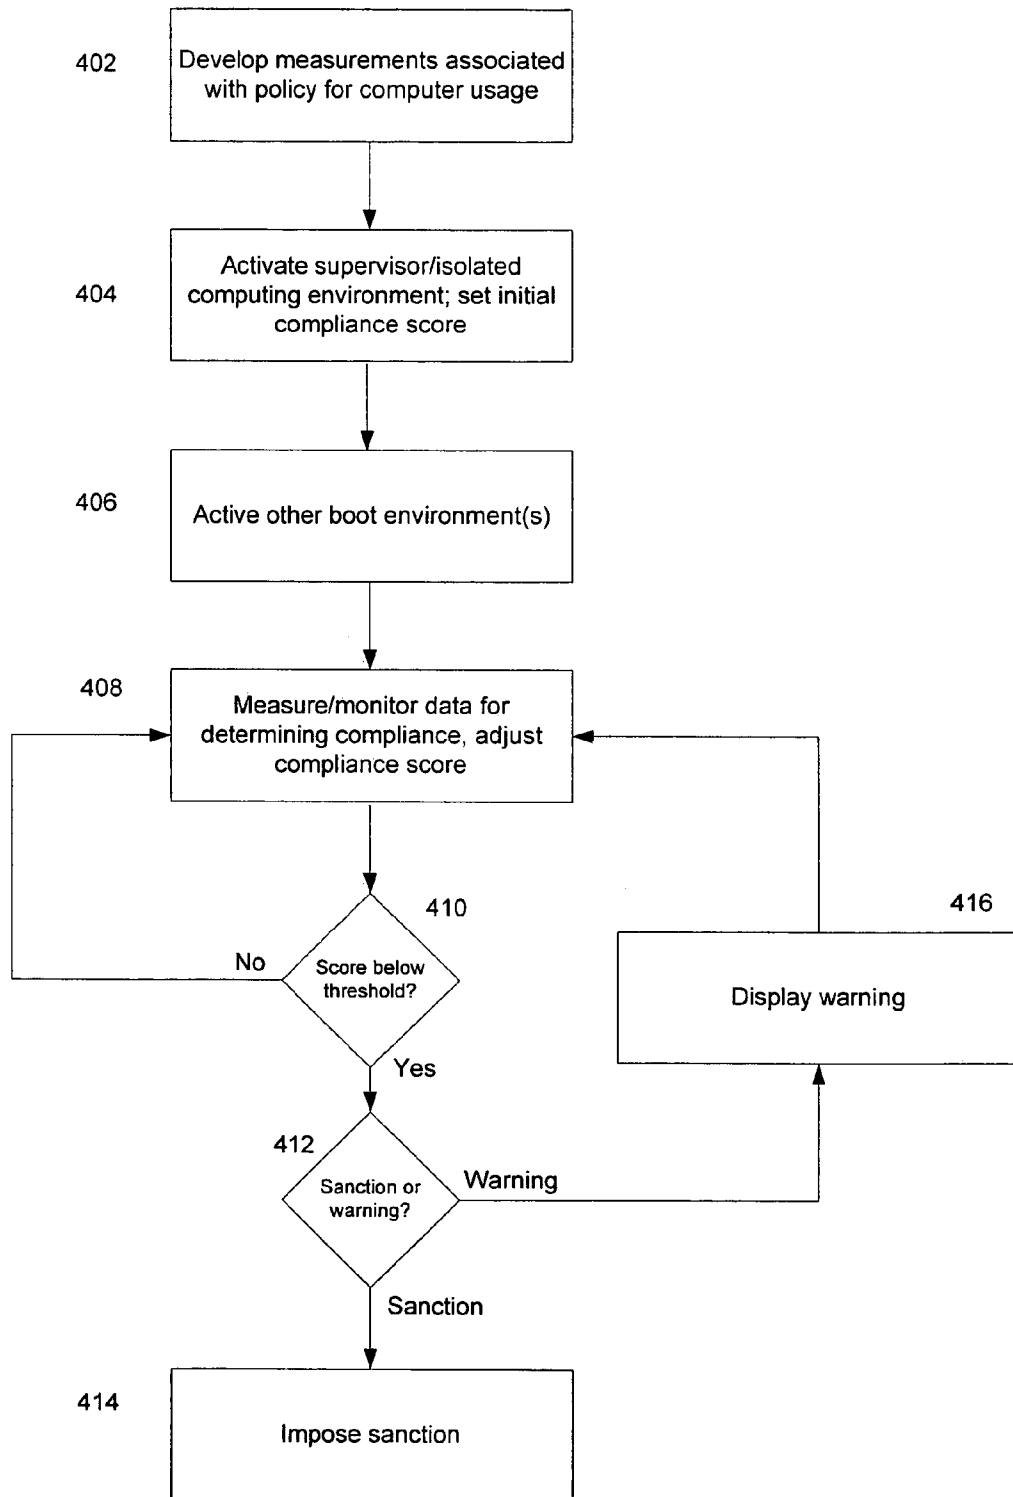 402
Develop measurements associated
with policy for computer usage
404
Activate supervisor/isolated
computing environment; set initial
compliance score
406
Active other boot environment(s)
408
Measure/monitor data for
determining compliance, adjust
compliance score
410
416
No
Score below
threshold?
Display warning
Yes
412
Sanction or
warning?
Warning
Sanction
414
Impose sanction